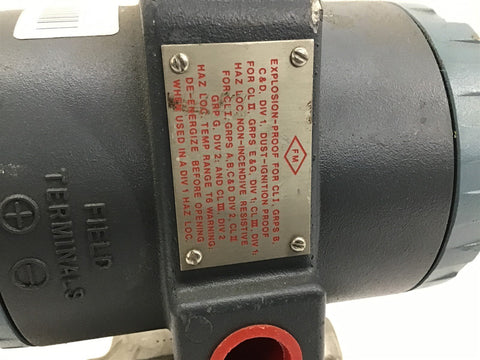 FM
EXPLOSION-PROOF FOR CL I, GRPS B,
C&D, DIV 1; DUST-IGNITION PROOF
FOR CL II, GRPS E&G, DIV 1; CL III, DIV 1;
HAZ LOC. NON-INCENDIVE, RESISTIVE
FOR CL I, GRPS A,B,C&D DIV 2, CL II
GRP G, DIV 2; AND CL III, DIV 2
HAZ LOC, TEMP RANGE T6 WARNING:
DE-ENERGIZE BEFORE OPENING
WHEN USED IN A DIV 1 HAZ LOC.
FIELD
TERMINALS
+
-